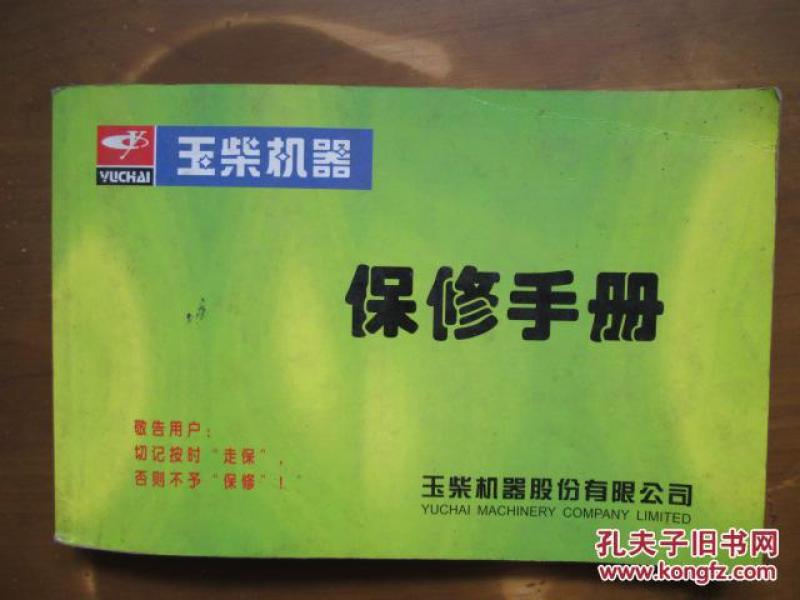 YUCHAI
玉柴机器
保修手册
敬告用户：
切记按时“走保”，
否则不予“保修”！
玉柴机器股份有限公司
YUCHAI MACHINERY COMPANY LIMITED
孔夫子旧书网
www.kongfz.com